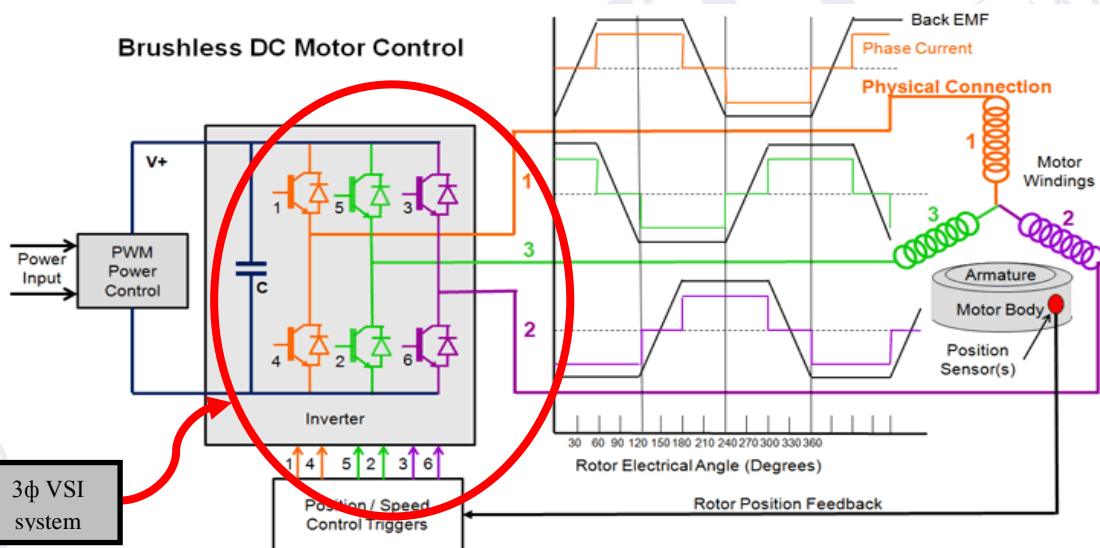 Brushless DC Motor Control
Back EMF
Phase Current
Physical Connection
V+
1
5
3
PWM
Power
Control
Power
Input
C
4
2
6
Inverter
1
3
2
1
3
2
Motor
Windings
Armature
Motor Body
Position
Sensor(s)
30 60 90 120 150 180 210 240 270 300 330 360
Rotor Electrical Angle (Degrees)
1 4 5 2 3 6
Position / Speed
Control Triggers
Rotor Position Feedback
3ϕ VSI
system